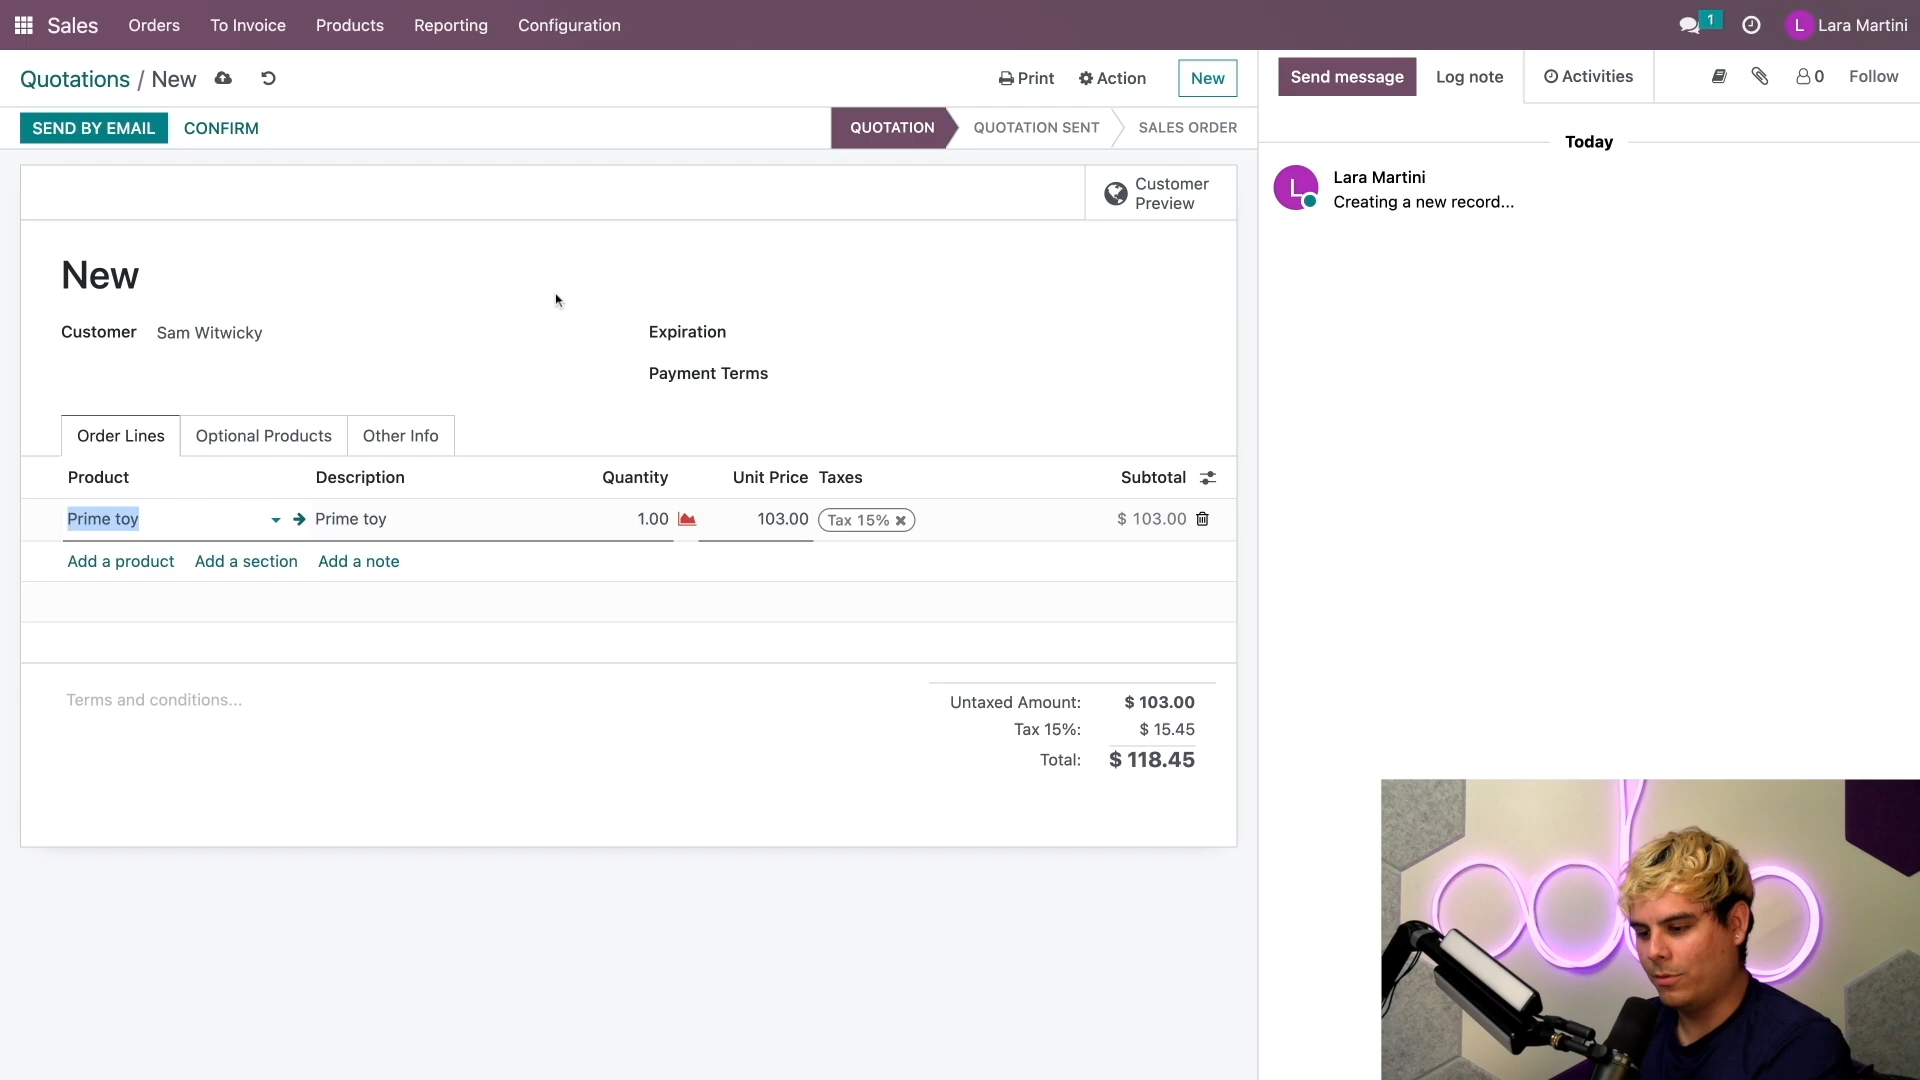 Sales Orders To Invoice Products Reporting Configuration 1 L Lara Martini
Quotations / New Print Action New
SEND BY EMAIL CONFIRM QUOTATION QUOTATION SENT SALES ORDER
Customer
Preview
New
Customer Sam Witwicky Expiration
Payment Terms
Order Lines Optional Products Other Info
Product Description Quantity Unit Price Taxes Subtotal
Prime toy Prime toy 1.00 103.00 Tax 15% $ 103.00
Add a product Add a section Add a note
Terms and conditions...
Untaxed Amount: $ 103.00
Tax 15%: $ 15.45
Total: $ 118.45
Send message Log note Activities 0 Follow
Today
L Lara Martini
Creating a new record...
odoo